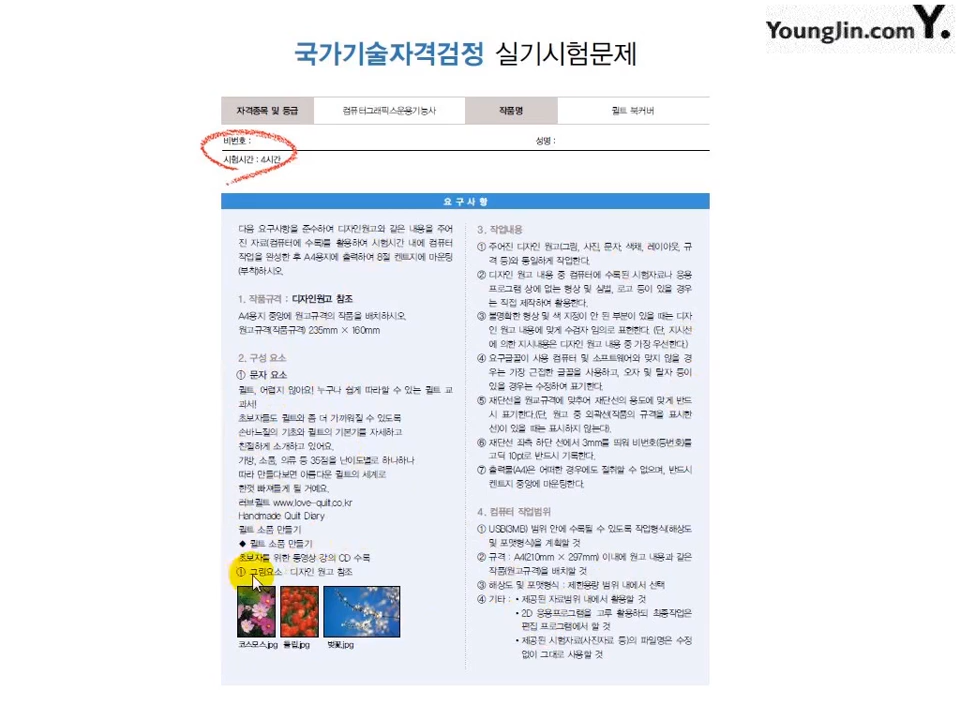 YoungJin.com Y.
국가기술자격검정 실기시험문제
자격종목 및 등급 컴퓨터그래픽스운용기능사 작품명 퀼트 북커버
비번호 : 성명 :
시험시간 : 4시간
요구사항
다음 요구사항을 준수하여 디자인원고와 같은 내용을 주어
진 자료(컴퓨터에 수록)를 활용하여 시험시간 내에 컴퓨터
작업을 완성한 후 A4용지에 출력하여 8절 켄트지에 마운팅
(부착)하시오.
1. 작품규격 : 디자인원고 참조
A4용지 중앙에 원고규격의 작품을 배치하시오.
원고규격(작품규격) 235mm × 160mm
2. 구성 요소
① 문자 요소
퀼트, 어렵지 않아요! 누구나 쉽게 따라할 수 있는 퀼트 교
과서!
초보자들도 퀼트와 좀 더 가까워질 수 있도록
손바느질의 기초와 퀼트의 기본기를 자세하고
친절하게 소개하고 있어요.
가방, 소품, 의류 등 35점을 난이도별로 하나하나
따라 만들다보면 아름다운 퀼트의 세계로
한껏 빠져들게 될 거예요.
러브퀼트 www.love-quilt.co.kr
Handmade Quilt Diary
퀼트 소품 만들기
◆ 퀼트 소품 만들기
초보자를 위한 동영상 강의 CD 수록
① 그림요소 : 디자인 원고 참조
코스모스.jpg 튤립.jpg 벚꽃.jpg
3. 작업내용
① 주어진 디자인 원고(그림, 사진, 문자, 색채, 레이아웃, 규
격 등)와 동일하게 작업한다.
② 디자인 원고 내용 중 컴퓨터에 수록된 시험자료나 응용
프로그램 상에 없는 형상 및 심벌, 로고 등이 있을 경우
는 직접 제작하여 활용한다.
③ 불명확한 형상 및 색 지정이 안 된 부분이 있을 때는 디자
인 원고 내용에 맞게 수검자 임의로 표현한다. (단, 지시선
에 의한 지시내용은 디자인 원고 내용 중 가장 우선한다.)
④ 요구글꼴이 사용 컴퓨터 및 소프트웨어와 맞지 않을 경
우는 가장 근접한 글꼴을 사용하고, 오자 및 탈자 등이
있을 경우는 수정하여 표기한다.
⑤ 재단선을 원교규격에 맞추어 재단선의 용도에 맞게 반드
시 표기한다.(단, 원고 중 외곽선(작품의 규격을 표시한
선)이 있을 때는 표시하지 않는다.)
⑥ 재단선 좌측 하단 선에서 3mm를 띄워 비번호(등번호)를
고딕 10pt로 반드시 기록한다.
⑦ 출력물(A4)은 어떠한 경우에도 절취할 수 없으며, 반드시
켄트지 중앙에 마운팅한다.
4. 컴퓨터 작업범위
① USB(3MB) 범위 안에 수록될 수 있도록 작업형식(해상도
및 포맷형식)을 계획할 것
② 규격 : A4(210mm × 297mm) 이내에 원고 내용과 같은
작품(원고규격)을 배치할 것
③ 해상도 및 포맷형식 : 제한용량 범위 내에서 선택
④ 기타 : • 제공된 자료범위 내에서 활용할 것
• 2D 응용프로그램을 고루 활용하되 최종작업은
편집 프로그램에서 할 것
• 제공된 시험자료(사진자료 등)의 파일명은 수정
없이 그대로 사용할 것